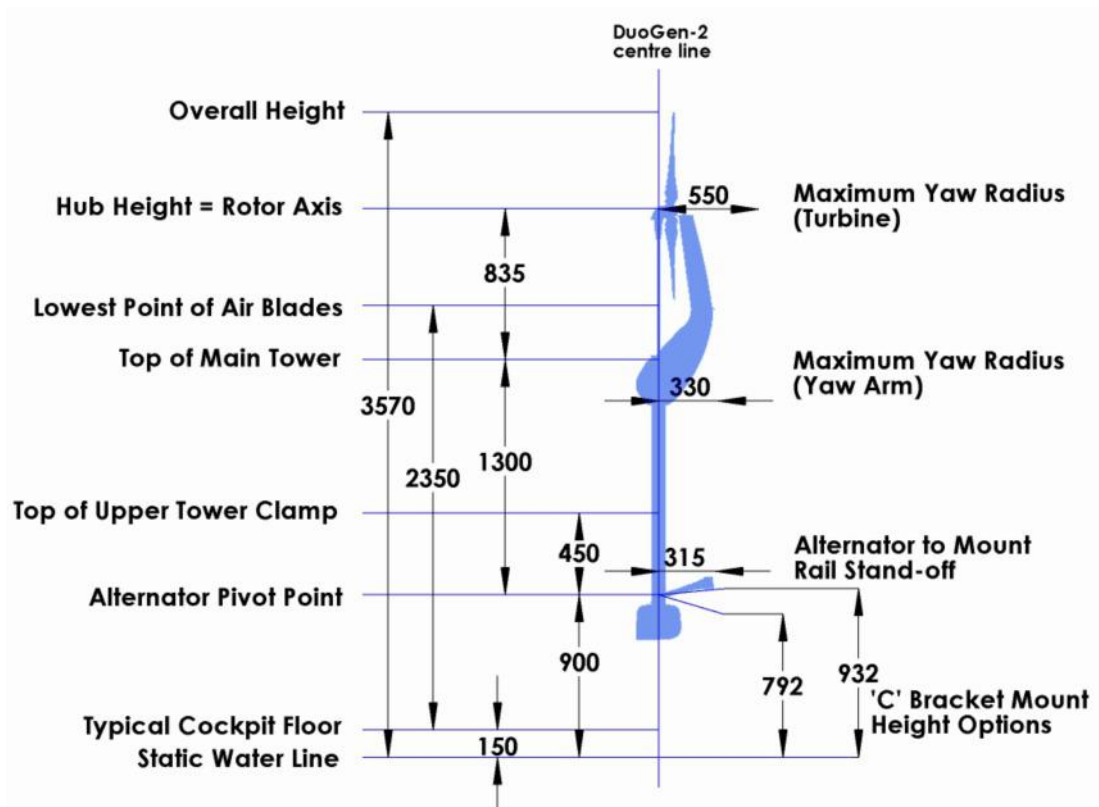 DuoGen-2
centre line
Overall Height
Hub Height = Rotor Axis
550
Maximum Yaw Radius
(Turbine)
835
Lowest Point of Air Blades
Top of Main Tower
Maximum Yaw Radius
(Yaw Arm)
330
3570
2350
1300
Top of Upper Tower Clamp
450
315
Alternator to Mount
Rail Stand-off
Alternator Pivot Point
900
792
932
'C' Bracket Mount
Height Options
Typical Cockpit Floor
150
Static Water Line